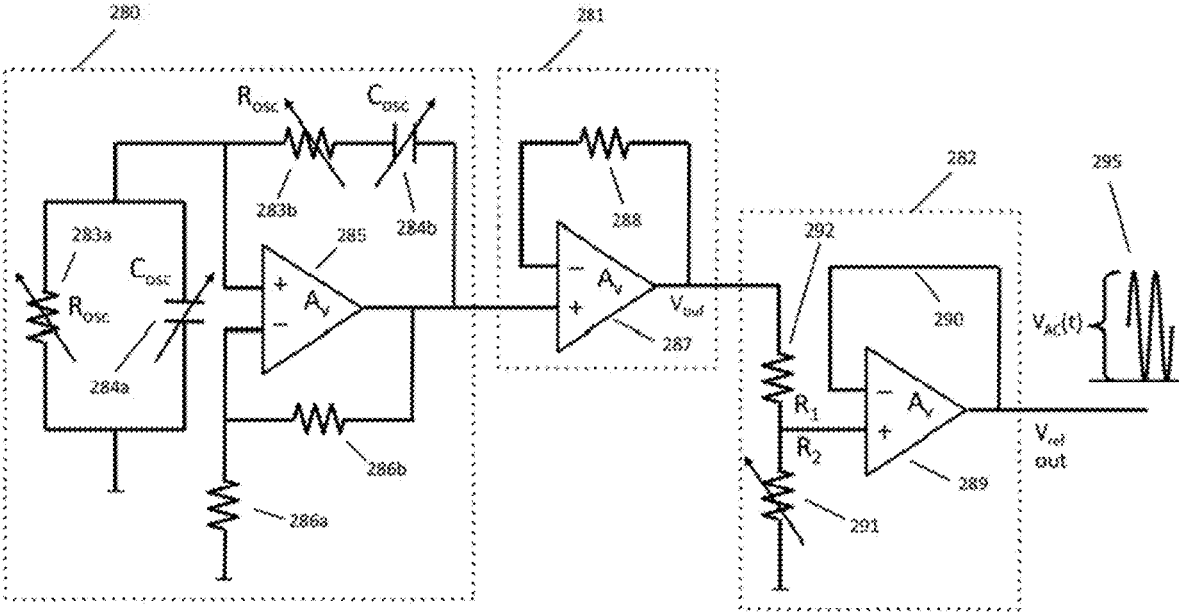 280
281
R_osc
C_osc
283b
284b
285
283a
C_osc
R_osc
284a
+
A_v
−
286b
286a
288
−
A_v
+
V_buf
287
282
292
290
R_1
R_2
−
A_v
+
289
291
295
V_AC(t)
V_ref
out